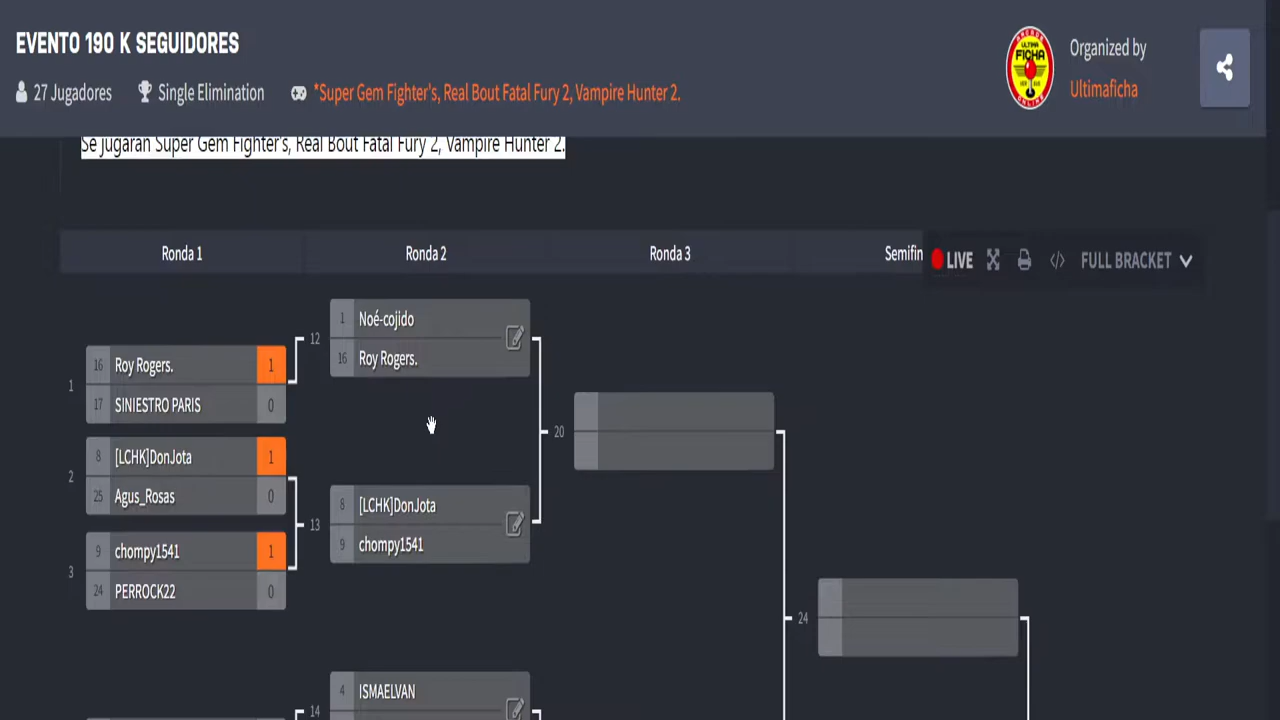 EVENTO 190 K SEGUIDORES
27 Jugadores
Single Elimination
*Super Gem Fighter's, Real Bout Fatal Fury 2, Vampire Hunter 2.
ULTIMA
FICHA
Organized by
Ultimaficha
Se Jugaran Super Gem Fighter's, Real Bout Fatal Fury 2, Vampire Hunter 2.
Ronda 1
Ronda 2
Ronda 3
Semifin
LIVE
</>
FULL BRACKET
1
16 Roy Rogers. 1
17 SINIESTRO PARIS 0
2
8 [LCHK]DonJota 1
25 Agus_Rosas 0
3
9 chompy1541 1
24 PERROCK22 0
12
1 Noé-cojido
16 Roy Rogers.
13
8 [LCHK]DonJota
9 chompy1541
14
4 ISMAELVAN
20
24